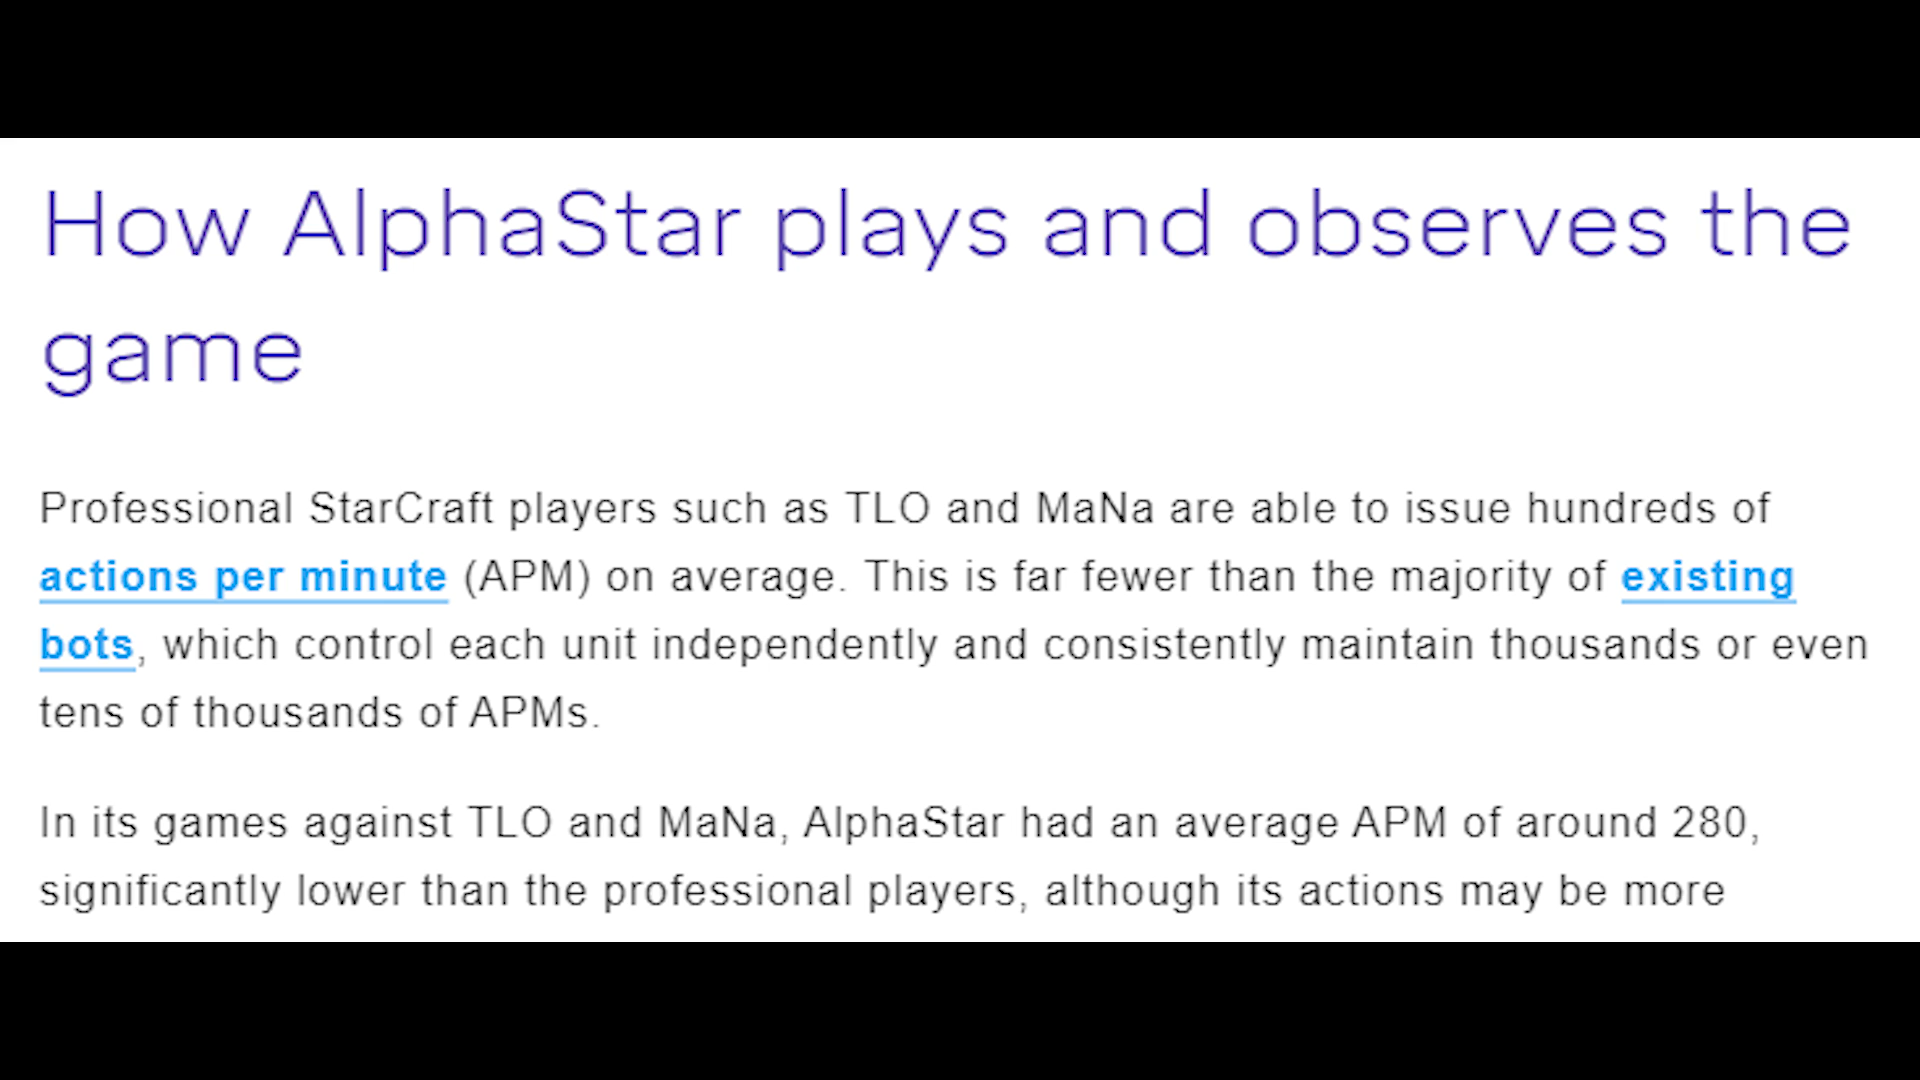 How AlphaStar plays and observes the
game
Professional StarCraft players such as TLO and MaNa are able to issue hundreds of
actions per minute (APM) on average. This is far fewer than the majority of existing
bots, which control each unit independently and consistently maintain thousands or even
tens of thousands of APMs.
In its games against TLO and MaNa, AlphaStar had an average APM of around 280,
significantly lower than the professional players, although its actions may be more